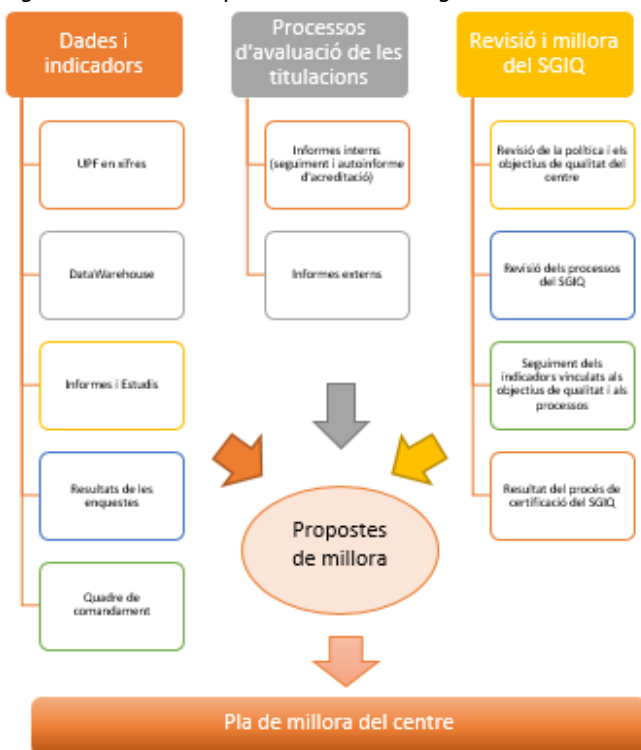 Dades i
indicadors
UPF en xifres
DataWarehouse
Informes i Estudis
Resultats de les
enquestes
Quadre de
comandament
Processos
d'avaluació de les
titulacions
Informes interns
(seguiment i autoinforme
d'acreditació)
Informes externs
Revisió i millora
del SGIQ
Revisió de la política i els
objectius de qualitat del
centre
Revisió dels processos
del SGIQ
Seguiment dels
indicadors vinculats als
objectius de qualitat i als
processos
Resultat del procés de
certificació del SGIQ
Propostes
de millora
Pla de millora del centre